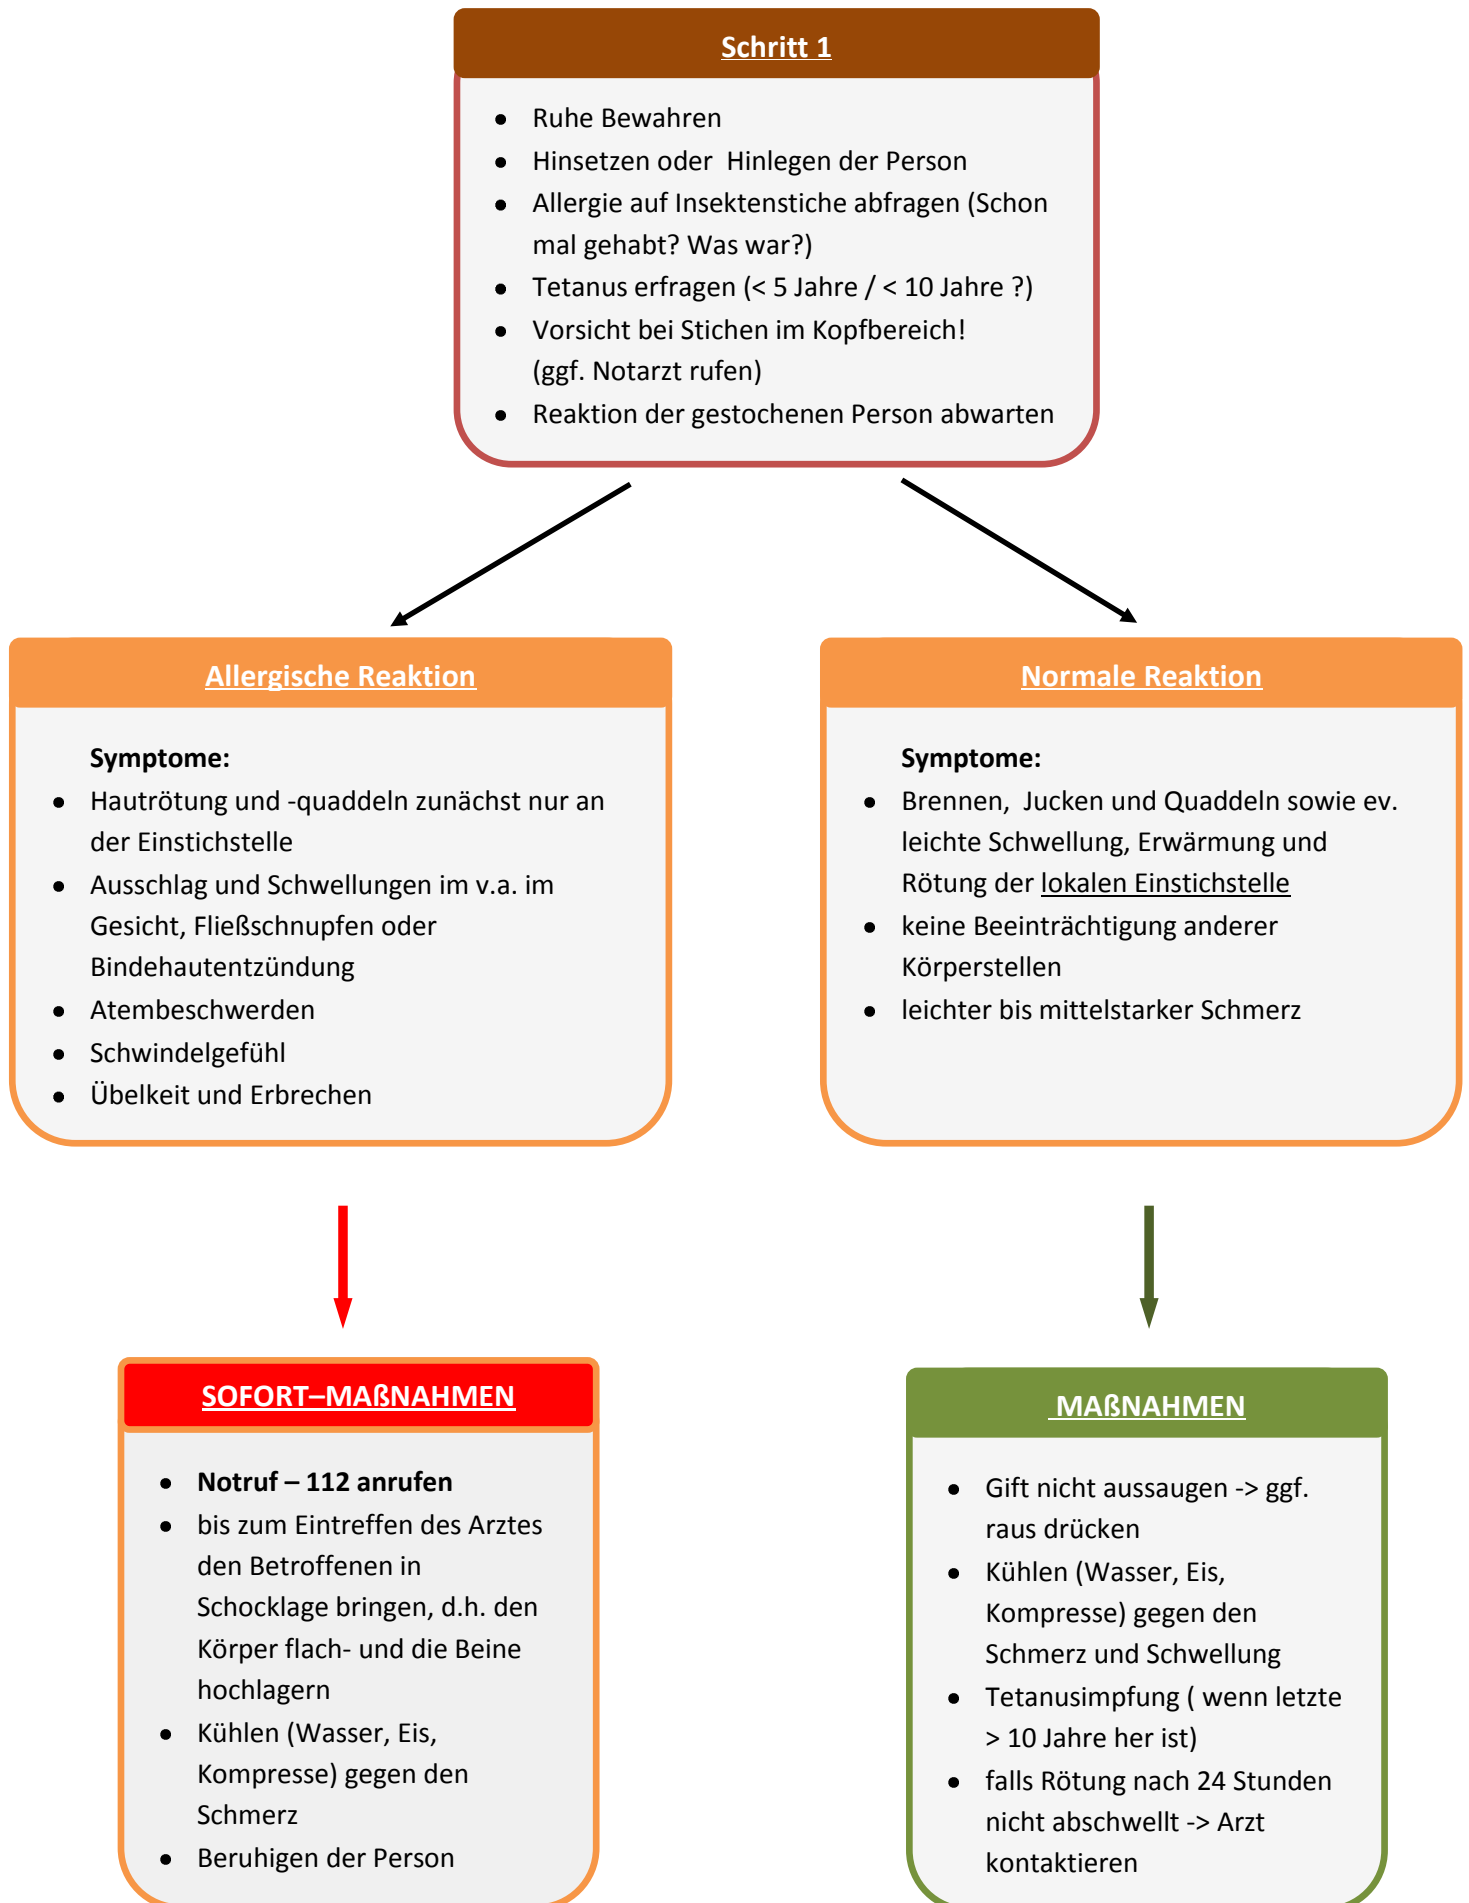 Schritt 1
● Ruhe Bewahren
● Hinsetzen oder Hinlegen der Person
● Allergie auf Insektenstiche abfragen (Schon
mal gehabt? Was war?)
● Tetanus erfragen (< 5 Jahre / < 10 Jahre ?)
● Vorsicht bei Stichen im Kopfbereich!
(ggf. Notarzt rufen)
● Reaktion der gestochenen Person abwarten
Allergische Reaktion
Symptome:
● Hautrötung und -quaddeln zunächst nur an
der Einstichstelle
● Ausschlag und Schwellungen im v.a. im
Gesicht, Fließschnupfen oder
Bindehautentzündung
● Atembeschwerden
● Schwindelgefühl
● Übelkeit und Erbrechen
Normale Reaktion
Symptome:
● Brennen, Jucken und Quaddeln sowie ev.
leichte Schwellung, Erwärmung und
Rötung der lokalen Einstichstelle
● keine Beeinträchtigung anderer
Körperstellen
● leichter bis mittelstarker Schmerz
SOFORT–MAßNAHMEN
● Notruf – 112 anrufen
● bis zum Eintreffen des Arztes
den Betroffenen in
Schocklage bringen, d.h. den
Körper flach- und die Beine
hochlagern
● Kühlen (Wasser, Eis,
Kompresse) gegen den
Schmerz
● Beruhigen der Person
MAßNAHMEN
● Gift nicht aussaugen -> ggf.
raus drücken
● Kühlen (Wasser, Eis,
Kompresse) gegen den
Schmerz und Schwellung
● Tetanusimpfung ( wenn letzte
> 10 Jahre her ist)
● falls Rötung nach 24 Stunden
nicht abschwellt -> Arzt
kontaktieren